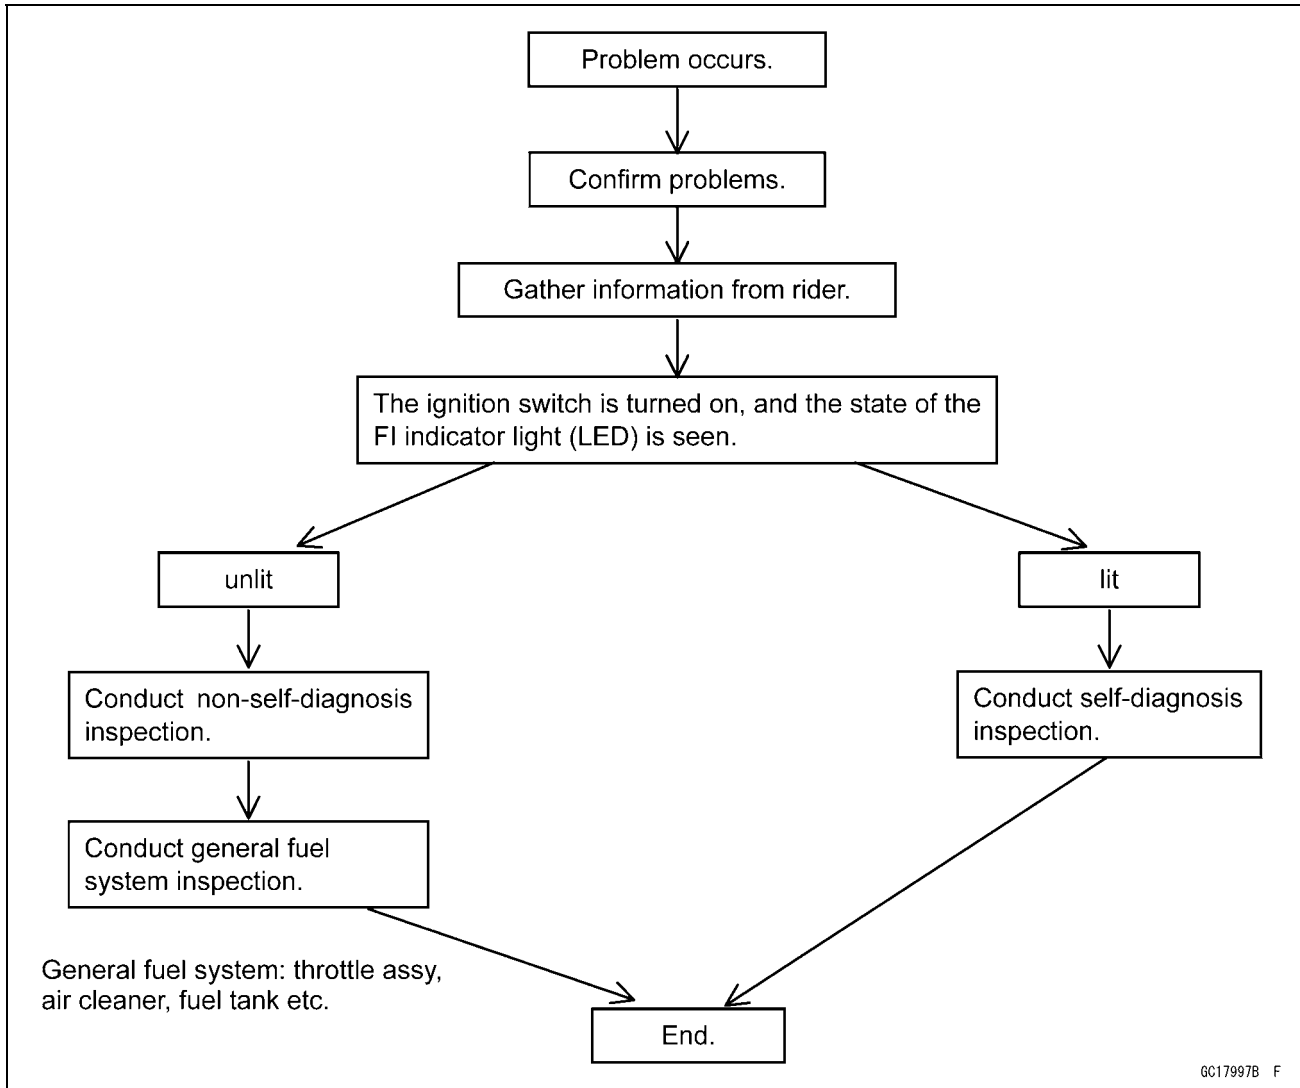 Problem occurs.
Confirm problems.
Gather information from rider.
The ignition switch is turned on, and the state of the
FI indicator light (LED) is seen.
unlit
lit
Conduct non-self-diagnosis
inspection.
Conduct self-diagnosis
inspection.
Conduct general fuel
system inspection.
General fuel system: throttle assy,
air cleaner, fuel tank etc.
End.
GC17997B F